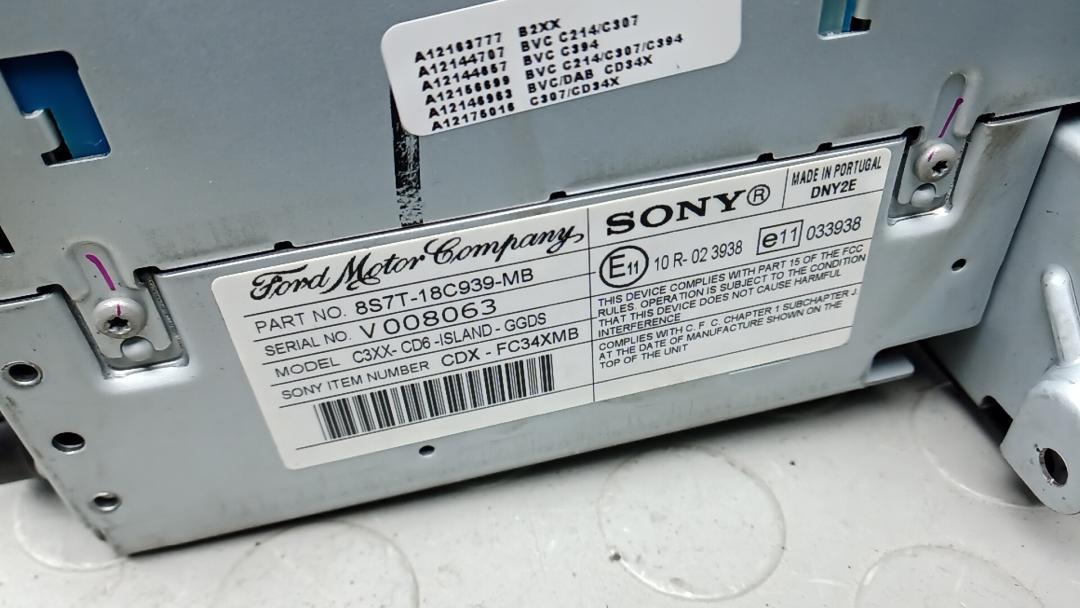 A12163777 B2XX
A12144707 BVC C214/C307
A12144657 BVC C394
A12156699 BVC C214/C307/C394
A12146963 BVC/DAB CD34X
A12175016 C307/CD34X
Ford Motor Company,
PART NO. 8S7T-18C939-MB
SERIAL NO. V008063
MODEL C3XX-CD6-ISLAND-GGDS
SONY ITEM NUMBER CDX-FC34XMB
SONY®
MADE IN PORTUGAL
DNY2E
E11 10 R-02 3938 e11 033938
THIS DEVICE COMPLIES WITH PART 15 OF THE FCC
RULES. OPERATION IS SUBJECT TO THE CONDITION
THAT THIS DEVICE DOES NOT CAUSE HARMFUL
INTERFERENCE
COMPLIES WITH C. F. C. CHAPTER 1 SUBCHAPTER J.
AT THE DATE OF MANUFACTURE SHOWN ON THE
TOP OF THE UNIT